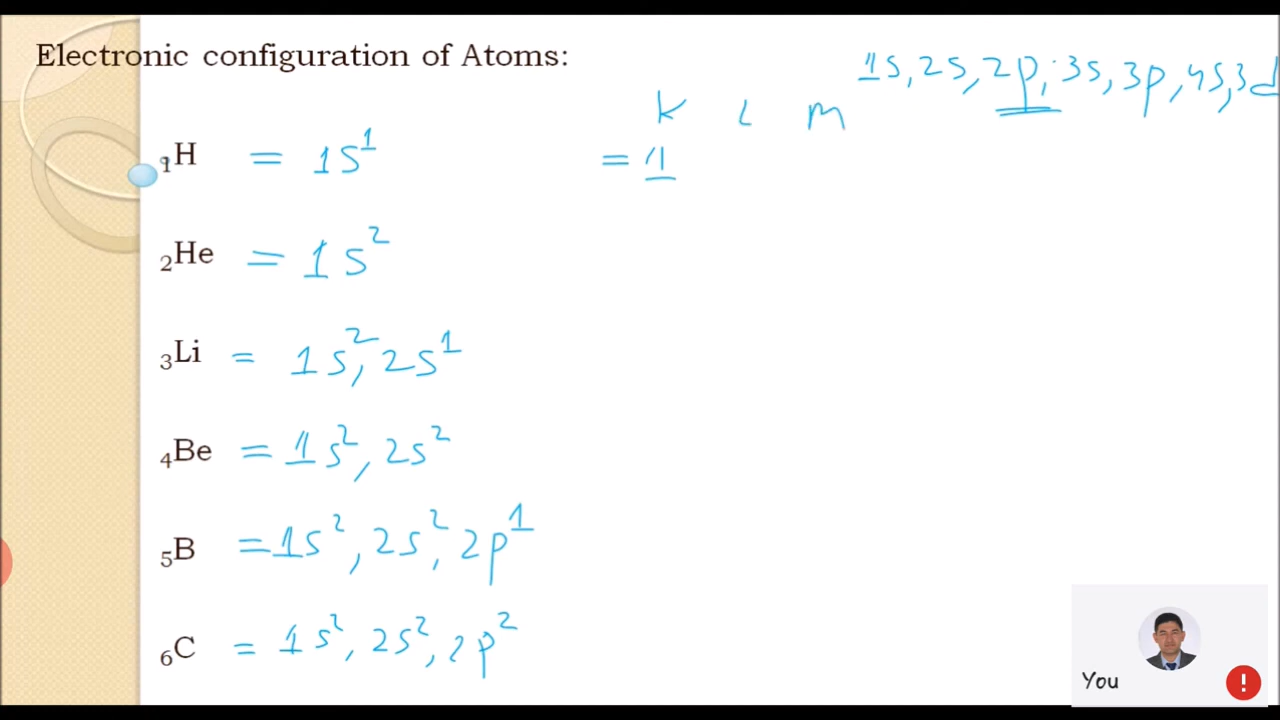 Electronic configuration of Atoms:
1s, 2s, 2p, 3s, 3p, 4s, 3d
K L M
₁H = 1s¹ = 1
₂He = 1s²
₃Li = 1s², 2s¹
₄Be = 1s², 2s²
₅B = 1s², 2s², 2p¹
₆C = 1s², 2s², 2p²
You
!